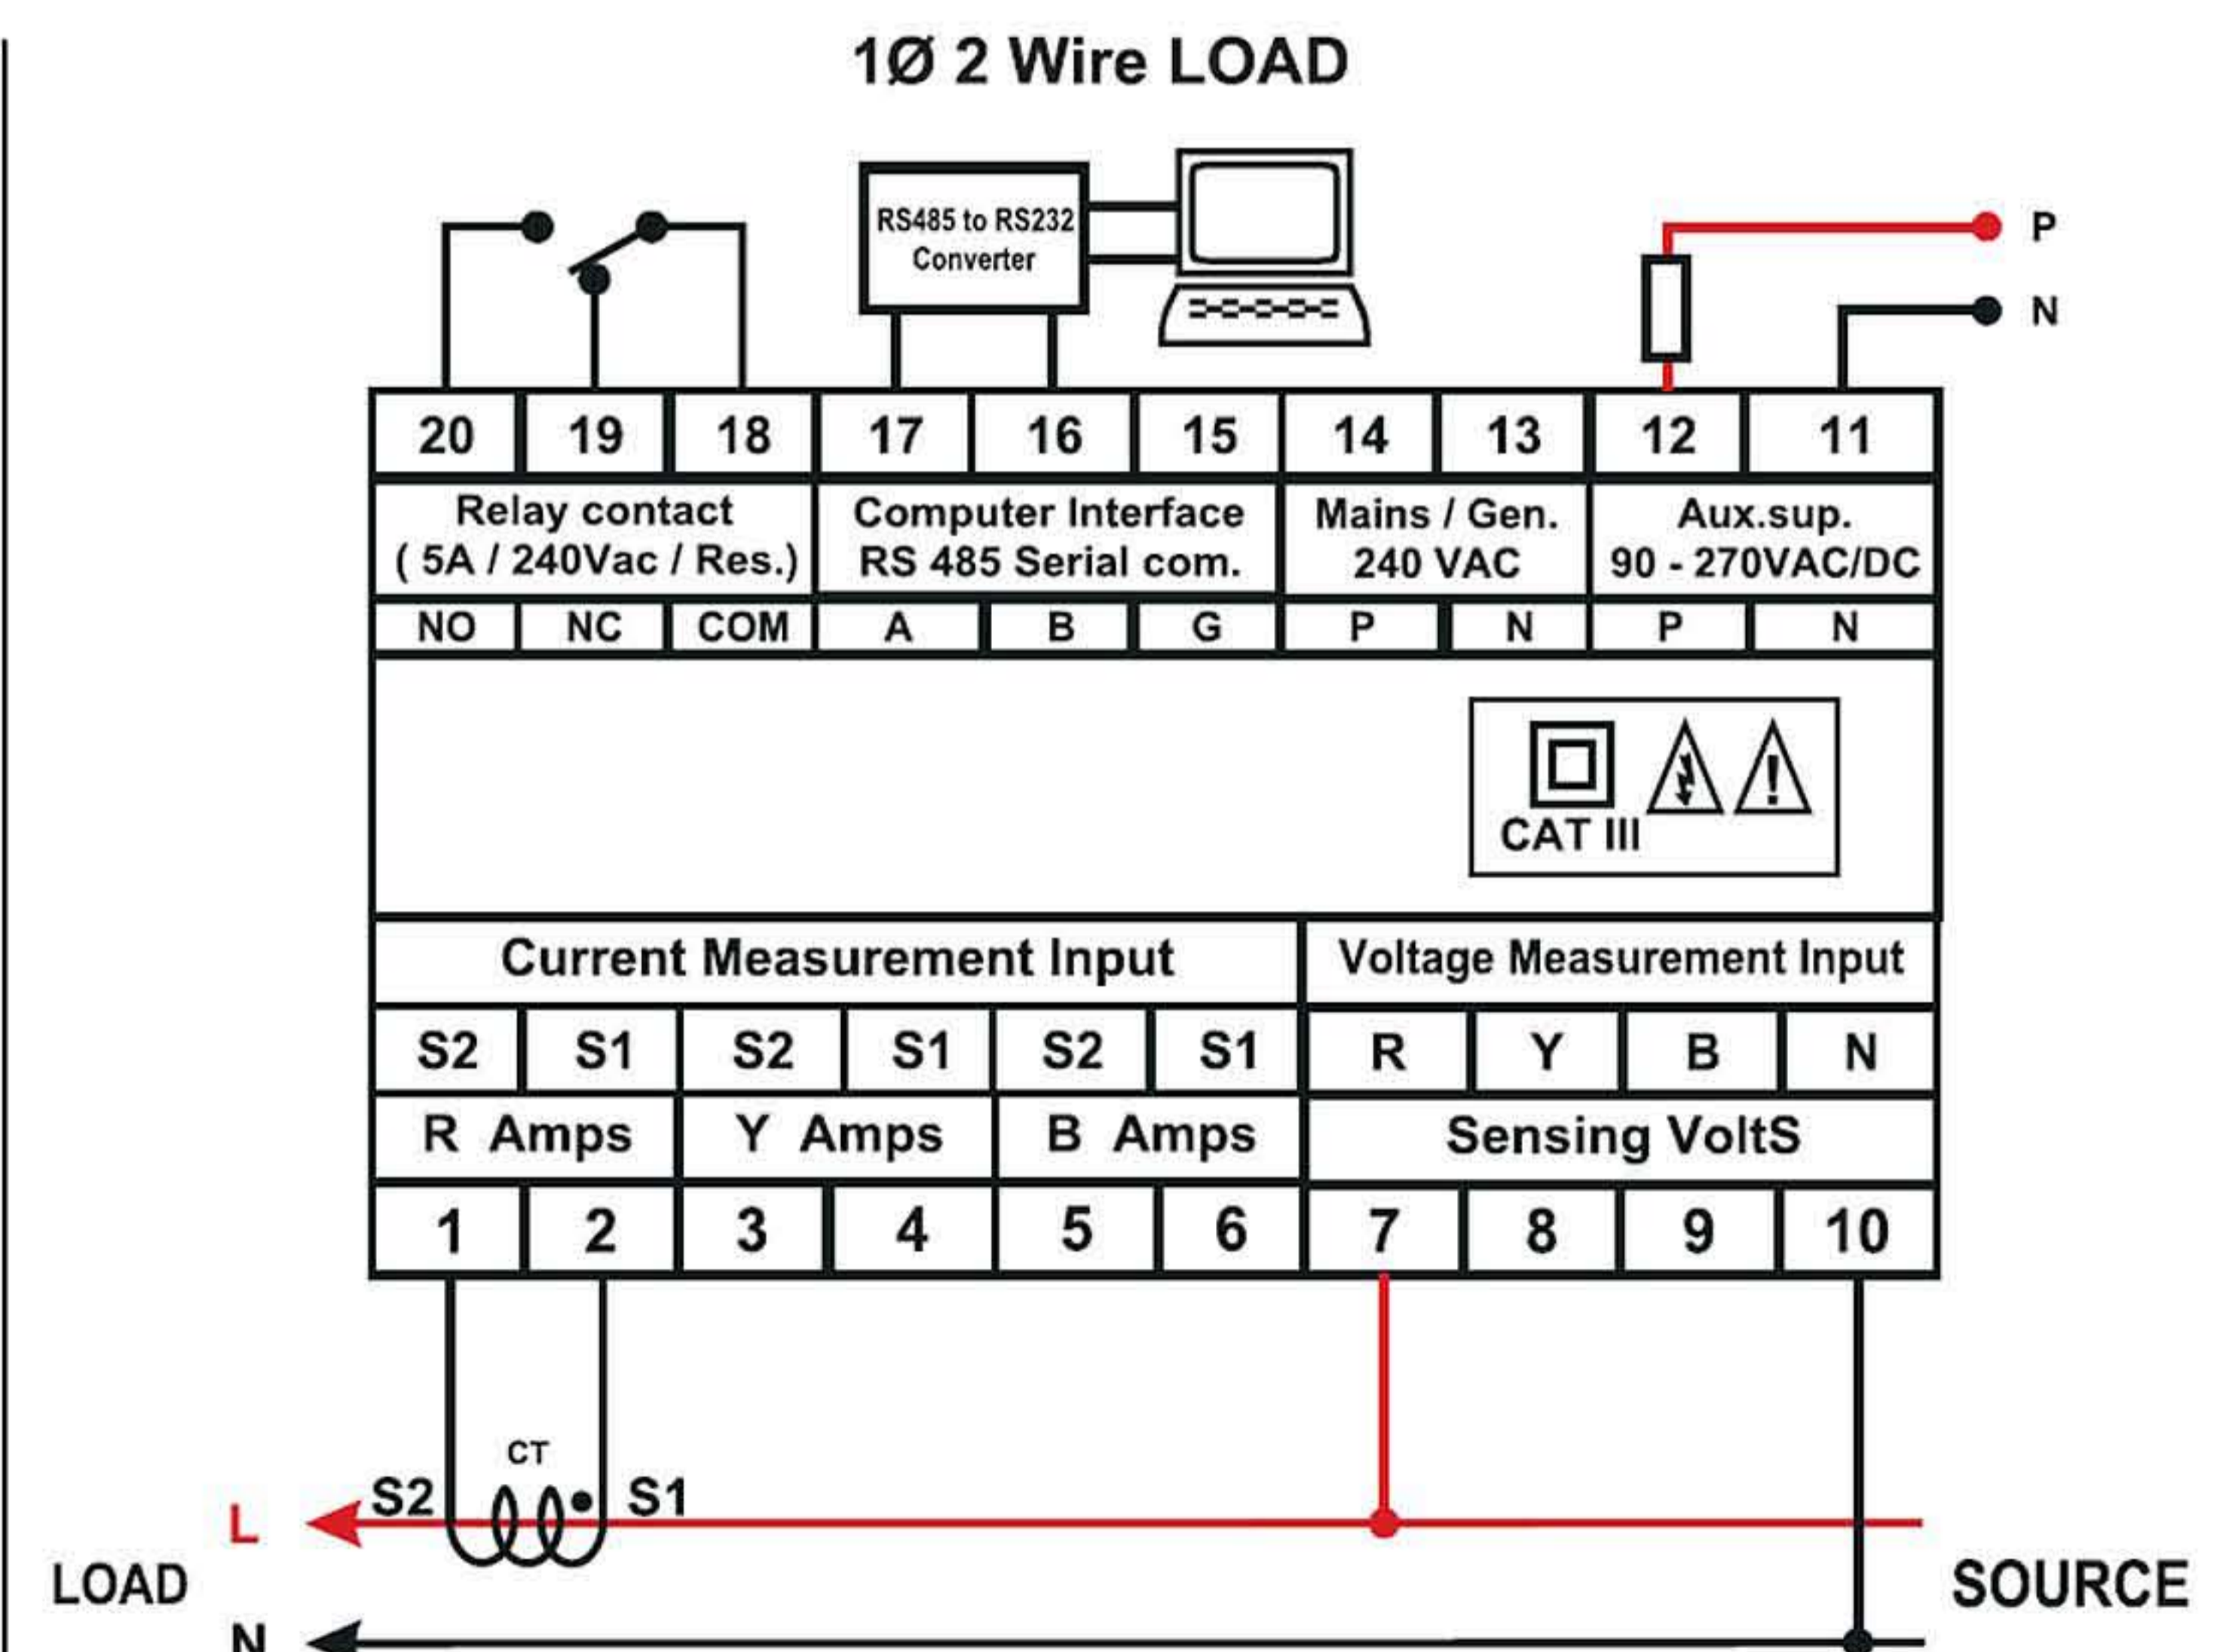 1Ø 2 Wire LOAD
RS485 to RS232
Converter
P
N
20 19 18 17 16 15 14 13 12 11
Relay contact
( 5A / 240Vac / Res.)
Computer Interface
RS 485 Serial com.
Mains / Gen.
240 VAC
Aux.sup.
90 - 270VAC/DC
NO NC COM A B G P N P N
CAT III
Current Measurement Input Voltage Measurement Input
S2 S1 S2 S1 S2 S1 R Y B N
R Amps Y Amps B Amps Sensing VoltS
1 2 3 4 5 6 7 8 9 10
CT
S2 S1
L
LOAD SOURCE
N